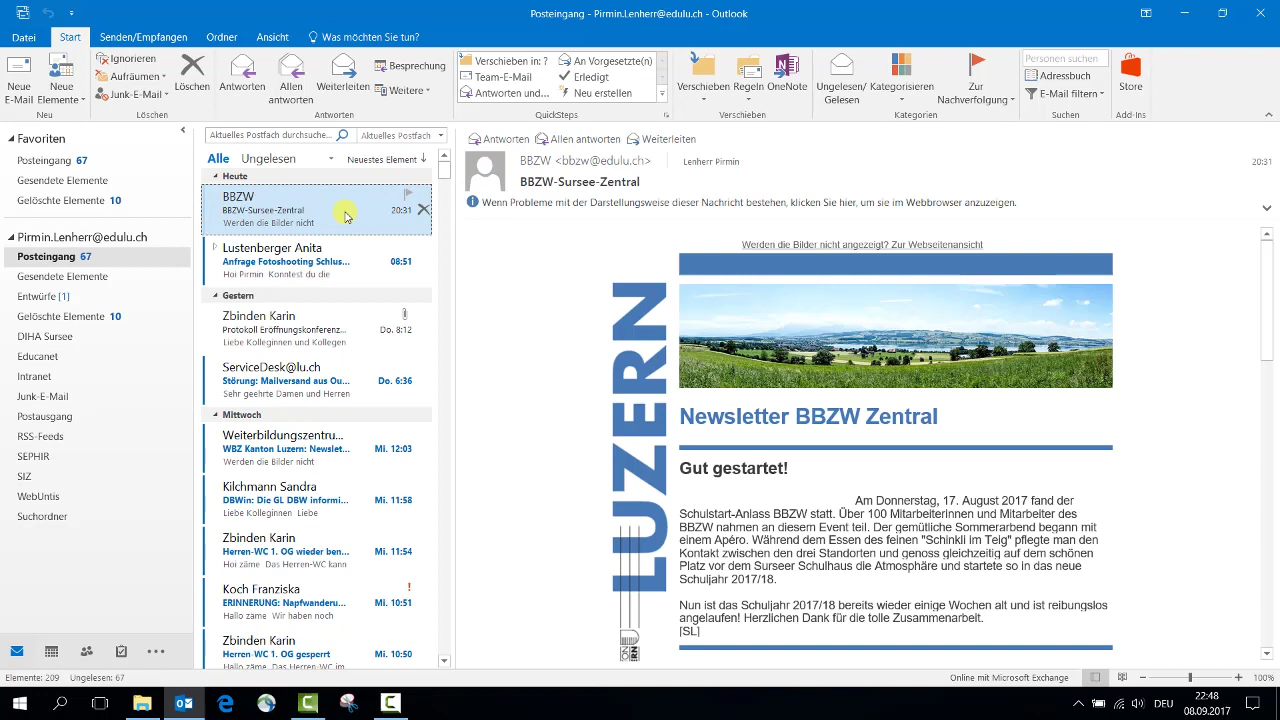 Posteingang - Pirmin.Lenherr@edulu.ch - Outlook
Datei Start Senden/Empfangen Ordner Ansicht Was möchten Sie tun?
Neue E-Mail
Neue Elemente
Neu
Ignorieren
Aufräumen
Junk-E-Mail
Löschen
Löschen
Antworten
Allen antworten
Weiterleiten
Besprechung
Weitere
Antworten
Verschieben in: ?
Team-E-Mail
Antworten und...
An Vorgesetzte(n)
Erledigt
Neu erstellen
QuickSteps
Verschieben
Regeln
OneNote
Verschieben
Ungelesen/ Gelesen
Kategorisieren
Zur Nachverfolgung
Kategorien
Personen suchen
Adressbuch
E-Mail filtern
Suchen
Store
Add-Ins
Favoriten
Posteingang 67
Gesendete Elemente
Gelöschte Elemente 10
Pirmin.Lenherr@edulu.ch
Posteingang 67
Gesendete Elemente
Entwürfe [1]
Gelöschte Elemente 10
DIHA Sursee
Educanet
Intranet
Junk-E-Mail
Postausgang
RSS-Feeds
SEPHIR
SIZ
WebUntis
Suchordner
Aktuelles Postfach durchsuche... Aktuelles Postfach
Alle Ungelesen Neuestes Element
Heute
BBZW
BBZW-Sursee-Zentral 20:31
Werden die Bilder nicht
Lustenberger Anita
Anfrage Fotoshooting Schlus... 08:51
Hoi Pirmin Konntest du die
Gestern
Zbinden Karin
Protokoll Eröffnungskonferenz... Do. 8:12
Liebe Kolleginnen und Kollegen
ServiceDesk@lu.ch
Störung: Mailversand aus Ou... Do. 6:36
Sehr geehrte Damen und Herren
Mittwoch
Weiterbildungszentru...
WBZ Kanton Luzern: Newslet... Mi. 12:03
Werden die Bilder nicht
Kilchmann Sandra
DBWin: Die GL DBW informi... Mi. 11:58
Liebe Kolleginnen Liebe
Zbinden Karin
Herren-WC 1. OG wieder ben... Mi. 11:54
Hallo zäme Das Herren-WC kann
Koch Franziska !
ERINNERUNG: Napfwanderu... Mi. 10:51
Hallo zäme Wir haben noch
Zbinden Karin
Herren-WC 1. OG gesperrt Mi. 10:50
Hallo zäme Das Herren-WC im
Antworten Allen antworten Weiterleiten
BBZW <bbzw@edulu.ch> Lenherr Pirmin 20:31
BBZW-Sursee-Zentral
Wenn Probleme mit der Darstellungsweise dieser Nachricht bestehen, klicken Sie hier, um sie im Webbrowser anzuzeigen.
Werden die Bilder nicht angezeigt? Zur Webseitenansicht
LUZERN
Newsletter BBZW Zentral
Gut gestartet!
Am Donnerstag, 17. August 2017 fand der
Schulstart-Anlass BBZW statt. Über 100 Mitarbeiterinnen und Mitarbeiter des
BBZW nahmen an diesem Event teil. Der gemütliche Sommerabend begann mit
einem Apéro. Während dem Essen des feinen "Schinkli im Teig" pflegte man den
Kontakt zwischen den drei Standorten und genoss gleichzeitig auf dem schönen
Platz vor dem Surseer Schulhaus die Atmosphäre und startete so in das neue
Schuljahr 2017/18.
Nun ist das Schuljahr 2017/18 bereits wieder einige Wochen alt und ist reibungslos
angelaufen! Herzlichen Dank für die tolle Zusammenarbeit.
[SL]
Elemente: 209 Ungelesen: 67 Online mit Microsoft Exchange 100%
DEU
22:48
08.09.2017